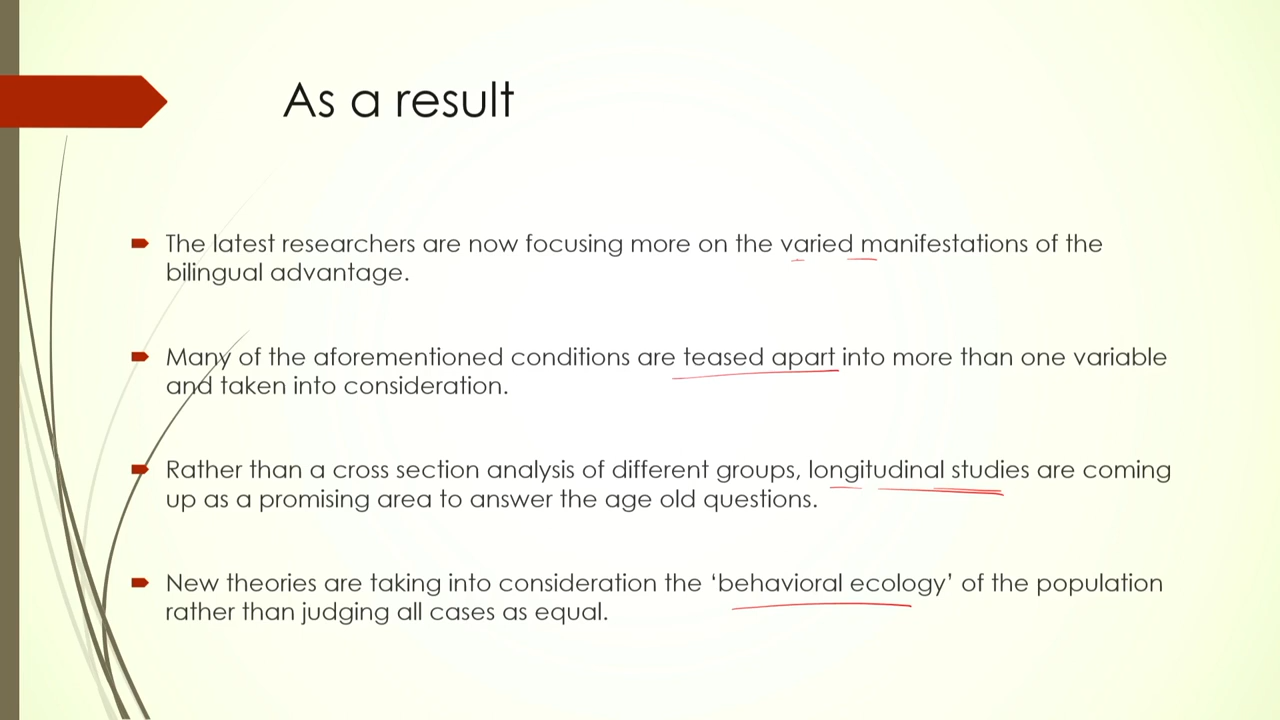 As a result
The latest researchers are now focusing more on the varied manifestations of the
bilingual advantage.
Many of the aforementioned conditions are teased apart into more than one variable
and taken into consideration.
Rather than a cross section analysis of different groups, longitudinal studies are coming
up as a promising area to answer the age old questions.
New theories are taking into consideration the ‘behavioral ecology’ of the population
rather than judging all cases as equal.